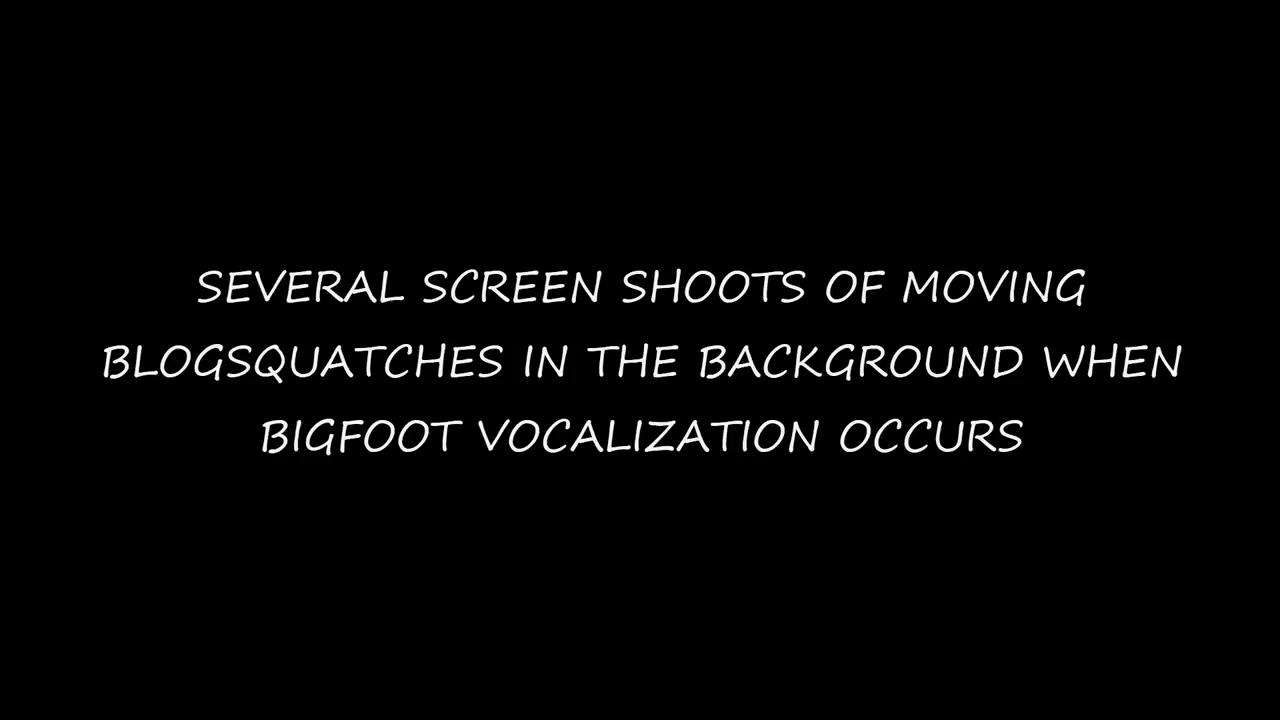 SEVERAL SCREEN SHOOTS OF MOVING
BLOGSQUATCHES IN THE BACKGROUND WHEN
BIGFOOT VOCALIZATION OCCURS